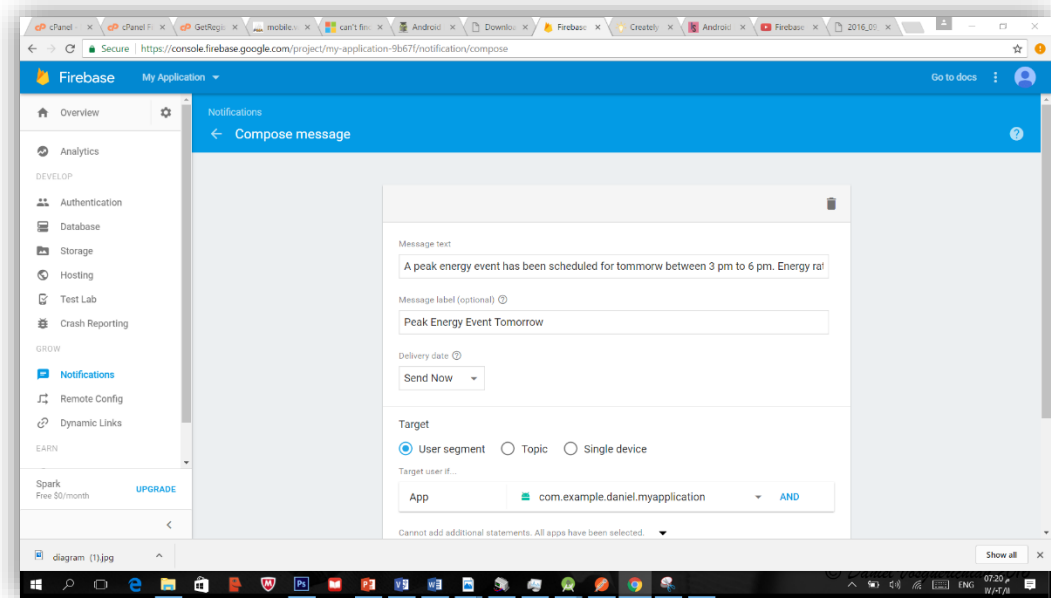 cPanel -
cPanel F
GetRegi
mobile.
can't fin
Android
Downlo
Firebase
Creately
Android
Firebase
2016_09
Secure | https://console.firebase.google.com/project/my-application-9b67f/notification/compose
Firebase My Application Go to docs
Overview
Notifications
Compose message
Analytics
DEVELOP
Authentication
Database
Storage
Hosting
Test Lab
Crash Reporting
GROW
Notifications
Remote Config
Dynamic Links
EARN
Spark
Free $0/month
UPGRADE
Message text
A peak energy event has been scheduled for tommorw between 3 pm to 6 pm. Energy rat
Message label (optional)
Peak Energy Event Tomorrow
Delivery date
Send Now
Target
User segment Topic Single device
Target user if...
App com.example.daniel.myapplication AND
Cannot add additional statements. All apps have been selected.
diagram (1).jpg Show all
ENG
07:20 م